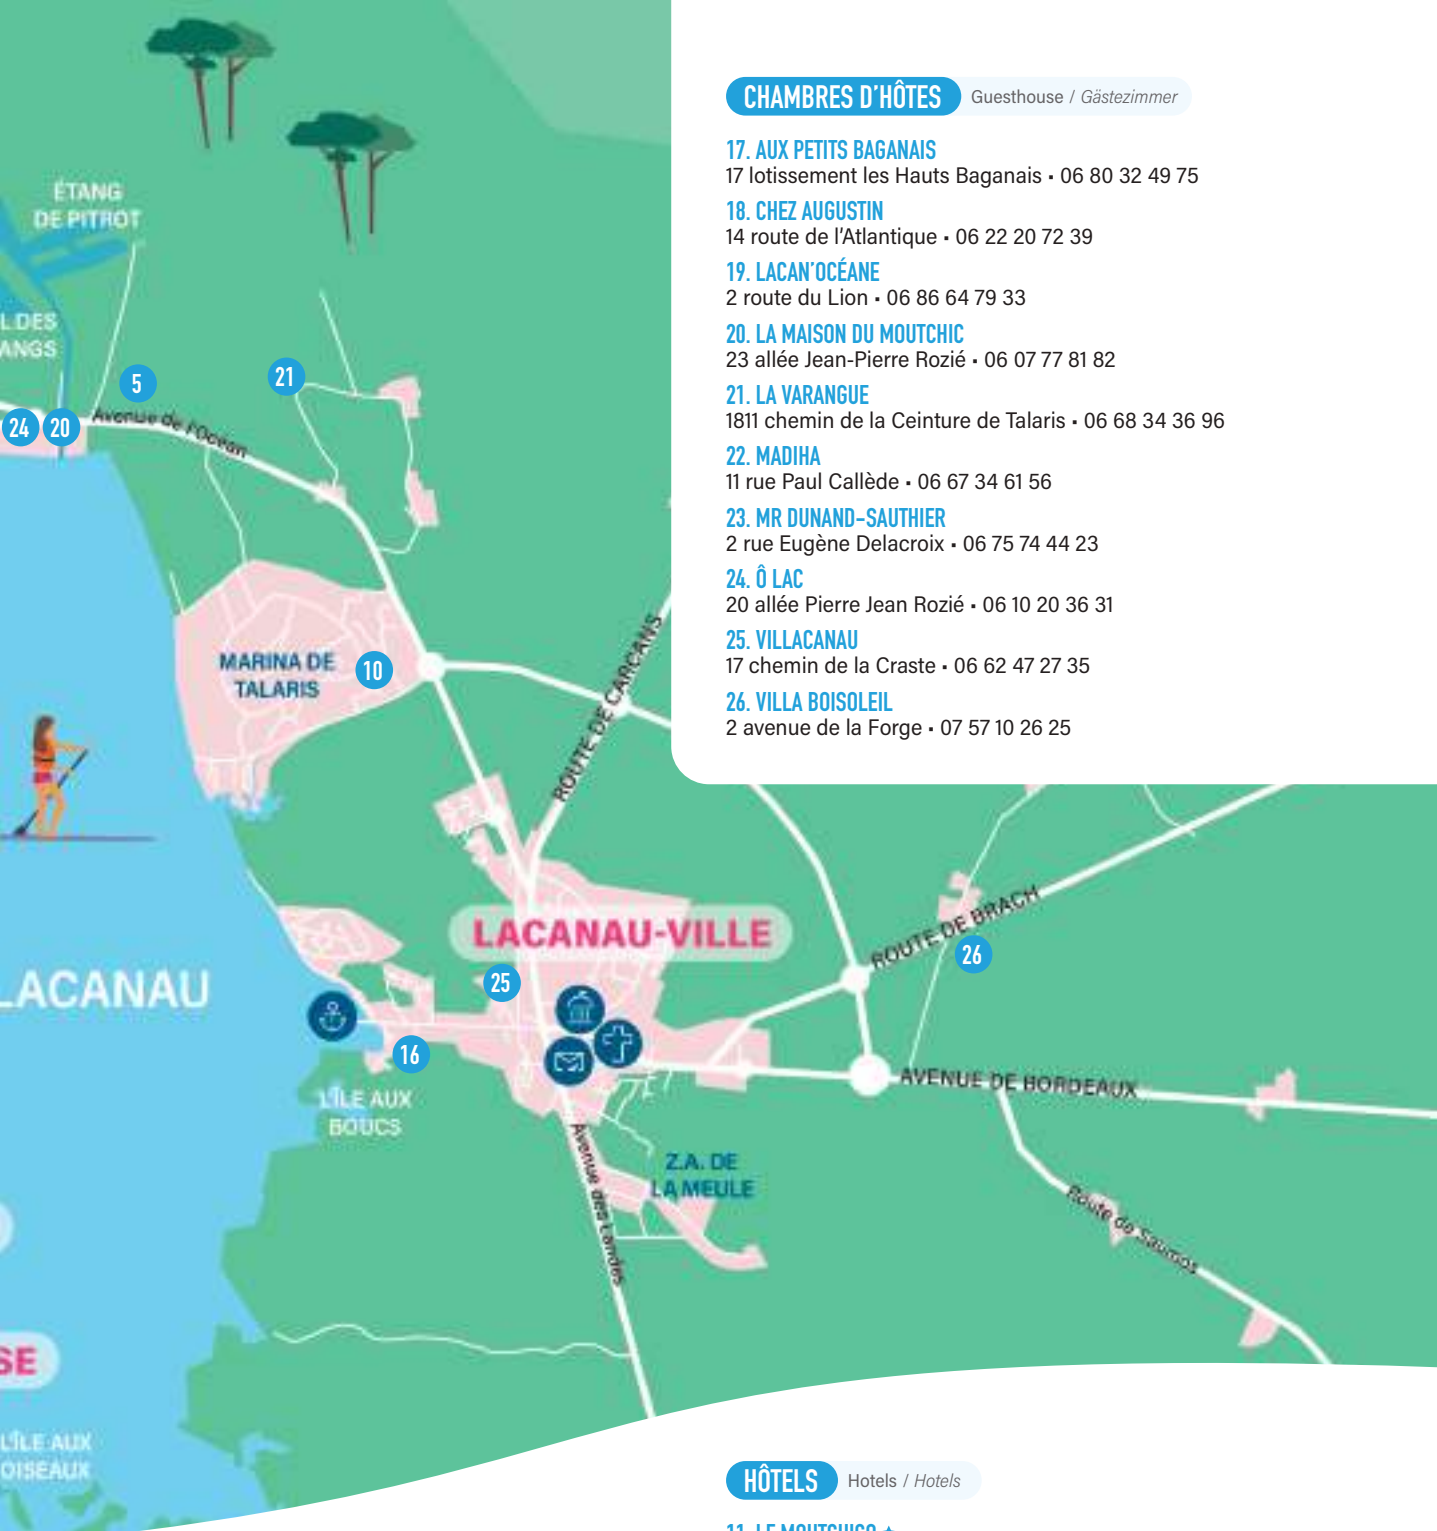 CHAMBRES D'HÔTES Guesthouse / Gästezimmer
17. AUX PETITS BAGANAIS
17 lotissement les Hauts Baganais • 06 80 32 49 75
18. CHEZ AUGUSTIN
14 route de l'Atlantique • 06 22 20 72 39
19. LACAN'OCÉANE
2 route du Lion • 06 86 64 79 33
20. LA MAISON DU MOUTCHIC
23 allée Jean-Pierre Rozié • 06 07 77 81 82
21. LA VARANGUE
1811 chemin de la Ceinture de Talaris • 06 68 34 36 96
22. MADIHA
11 rue Paul Callède • 06 67 34 61 56
23. MR DUNAND-SAUTHIER
2 rue Eugène Delacroix • 06 75 74 44 23
24. Ô LAC
20 allée Pierre Jean Rozié • 06 10 20 36 31
25. VILLACANAU
17 chemin de la Craste • 06 62 47 27 35
26. VILLA BOISOLEIL
2 avenue de la Forge • 07 57 10 26 25
ÉTANG
DE PITROT
L DES
ANGS
5
21
24 20
Avenue de l'Océan
MARINA DE
TALARIS
10
ROUTE DE CARCANS
LACANAU-VILLE
ROUTE DE BRACH
26
25
LACANAU
16
L'ÎLE AUX
BOUCS
AVENUE DE BORDEAUX
Avenue des Landes
Z.A. DE
LA MEULE
Route de Saumos
SE
L'ÎLE AUX
OISEAUX
HÔTELS Hotels / Hotels